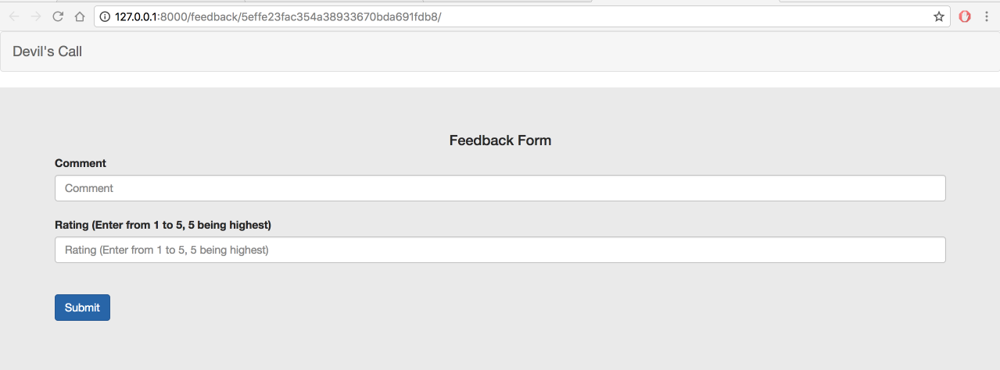 127.0.0.1:8000/feedback/5effe23fac354a38933670bda691fdb8/
Devil's Call
Feedback Form
Comment
Comment
Rating (Enter from 1 to 5, 5 being highest)
Rating (Enter from 1 to 5, 5 being highest)
Submit